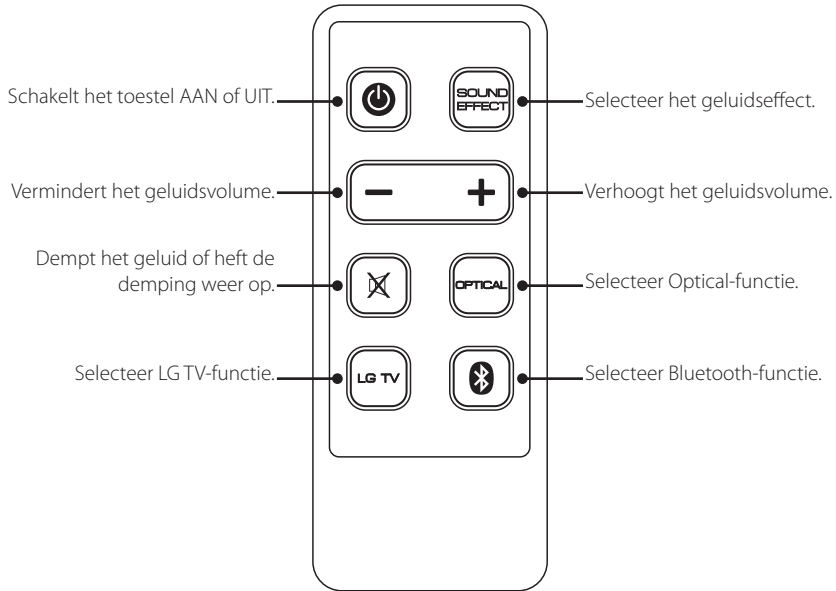 Schakelt het toestel AAN of UIT.
SOUND
EFFECT
Selecteer het geluidseffect.
Vermindert het geluidsvolume.
Verhoogt het geluidsvolume.
Dempt het geluid of heft de
demping weer op.
OPTICAL
Selecteer Optical-functie.
Selecteer LG TV-functie.
LG TV
Selecteer Bluetooth-functie.